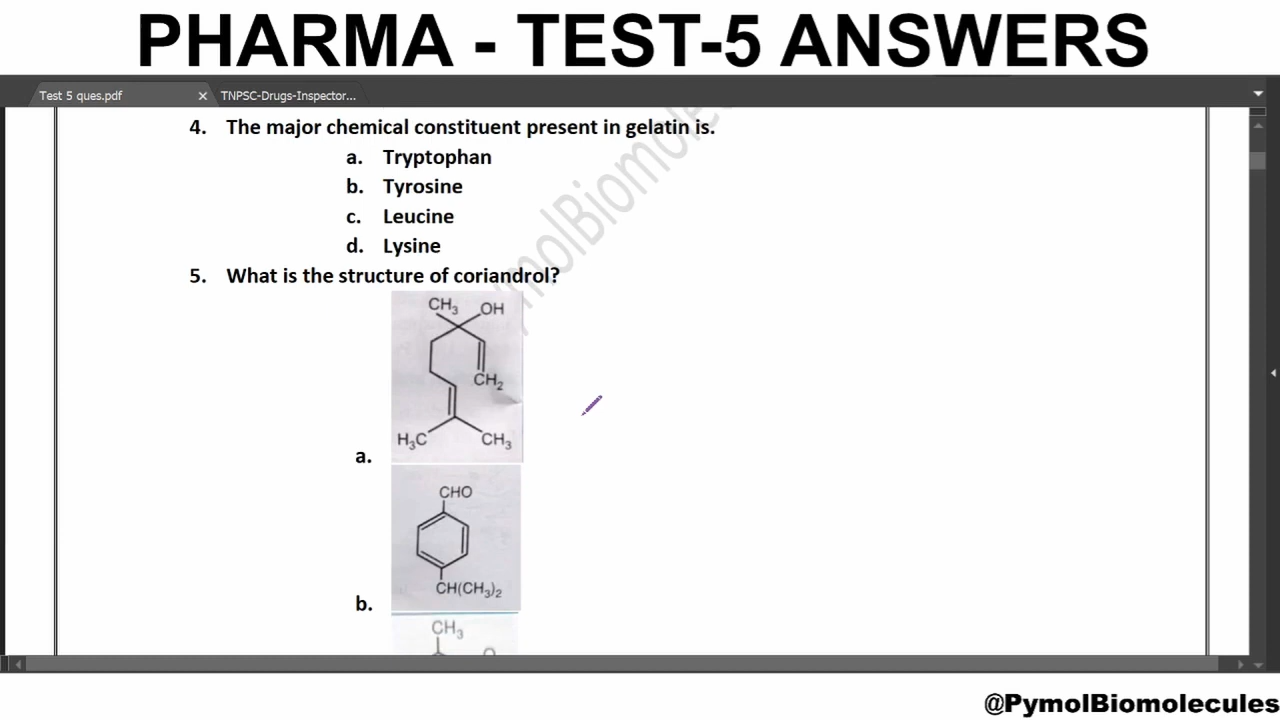 PHARMA - TEST-5 ANSWERS
Test 5 ques.pdf × TNPSC-Drugs-Inspector...
4. The major chemical constituent present in gelatin is.
a. Tryptophan
b. Tyrosine
c. Leucine
d. Lysine
5. What is the structure of coriandrol?
CH₃ OH
CH₂
H₃C CH₃
a.
CHO
CH(CH₃)₂
b.
CH₃
O
@PymolBiomolecules